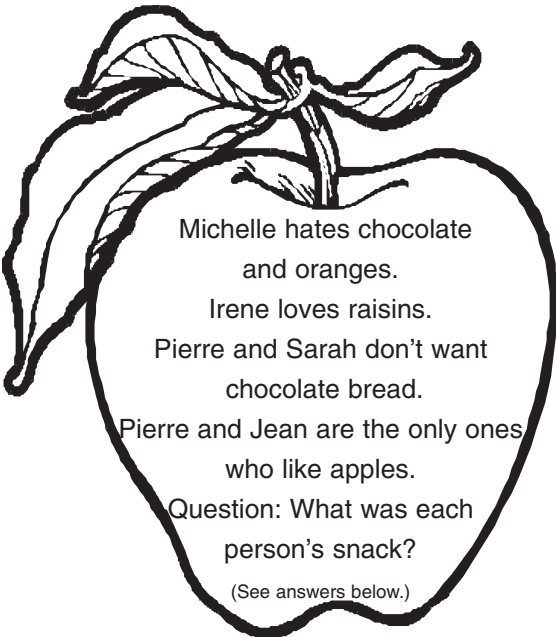 Michelle hates chocolate
and oranges.
Irene loves raisins.
Pierre and Sarah don’t want
chocolate bread.
Pierre and Jean are the only ones
who like apples.
Question: What was each
person’s snack?
(See answers below.)